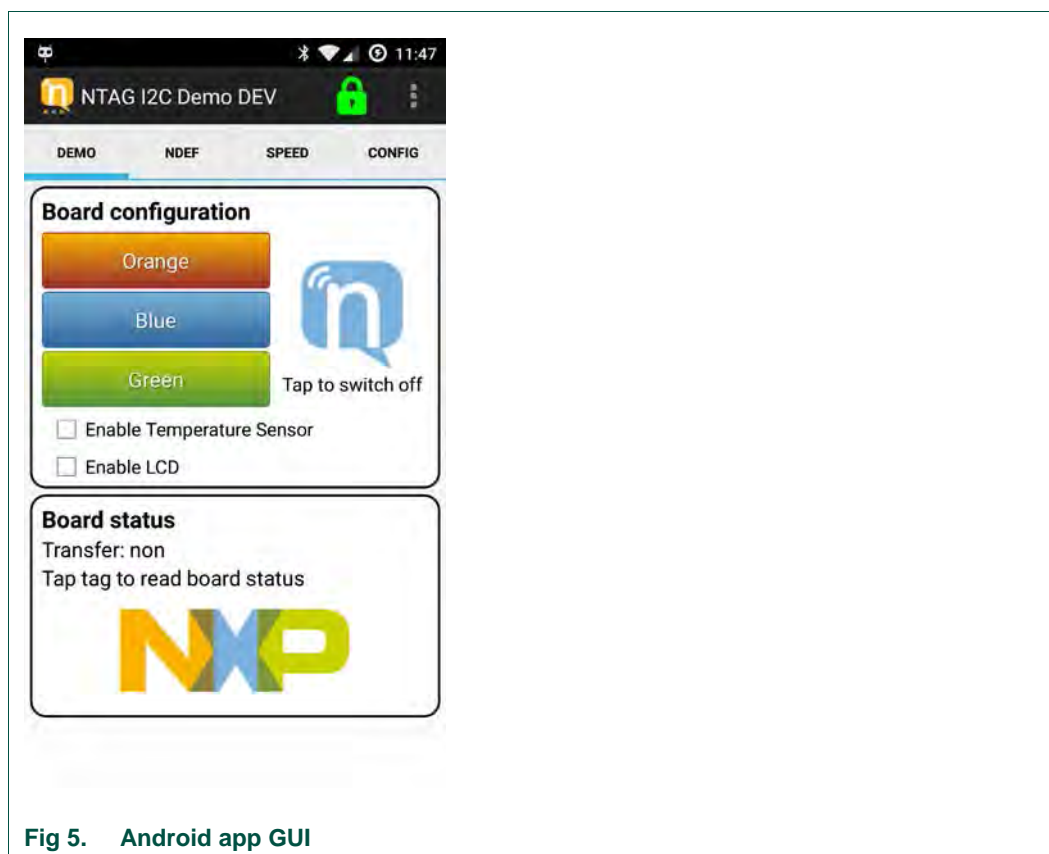 11:47
NTAG I2C Demo DEV
DEMO NDEF SPEED CONFIG
Board configuration
Orange
Blue
Green
n
Tap to switch off
Enable Temperature Sensor
Enable LCD
Board status
Transfer: non
Tap tag to read board status
NXP
Fig 5. Android app GUI